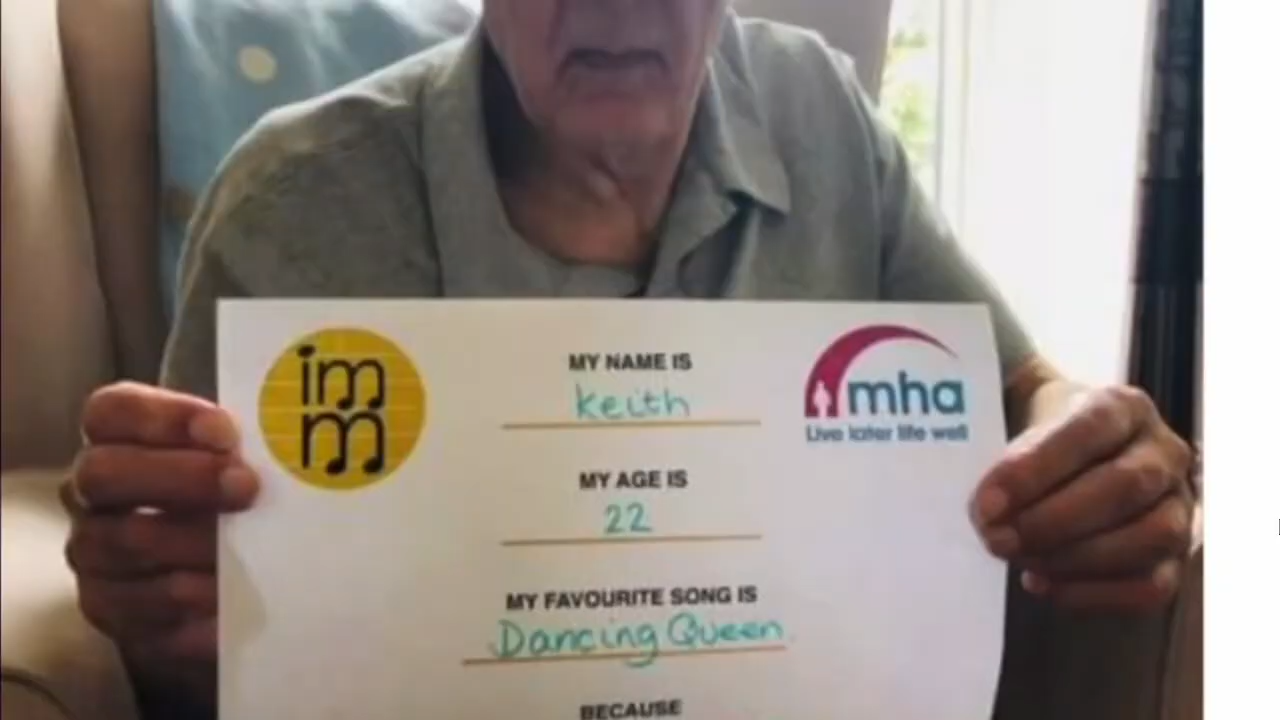 im
m
MY NAME IS
Keith
mha
Live later life well
MY AGE IS
22
MY FAVOURITE SONG IS
Dancing Queen
BECAUSE